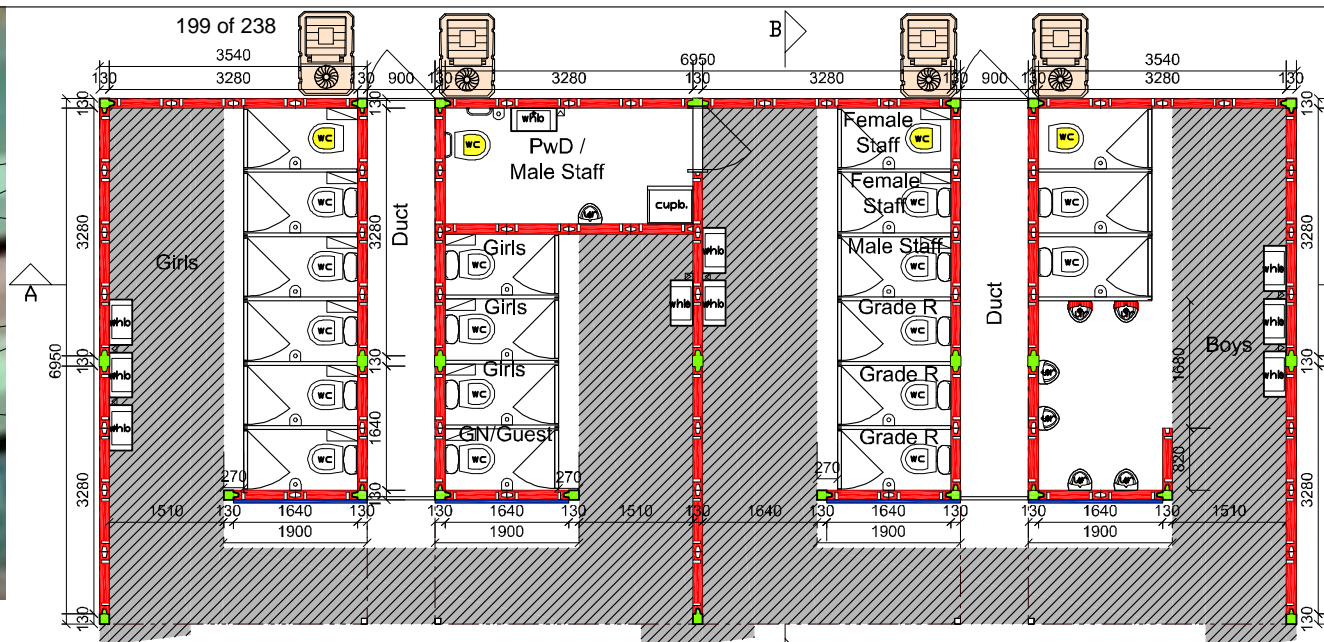 199 of 238
B
3540
6950
3540
130 3280 130 900 130 3280 130 3280 130 900 130 3280 130
130 130 130
whb
WC WC WC WC
PwD /
Male Staff
Female
Staff
WC WC WC
Female
Staff
cupb.
3280 3280 3280
Duct
Girls
Girls
Male Staff
whb whb
WC WC WC WC
A
whb whb whb
Girls
Grade R
Duct
whb whb
WC WC WC
Girls
Grade R
Boys
6950
130 130 130
1680
whb whb
WC WC WC
GN/Guest
Grade R
1640
820
WC WC WC
270 270 270
3280 130 3280
1510 130 1640 130 130 1640 130 1510 130 1640 130 1640 130 130 1640 130 1510
1900 1900 1900 1900
130 130